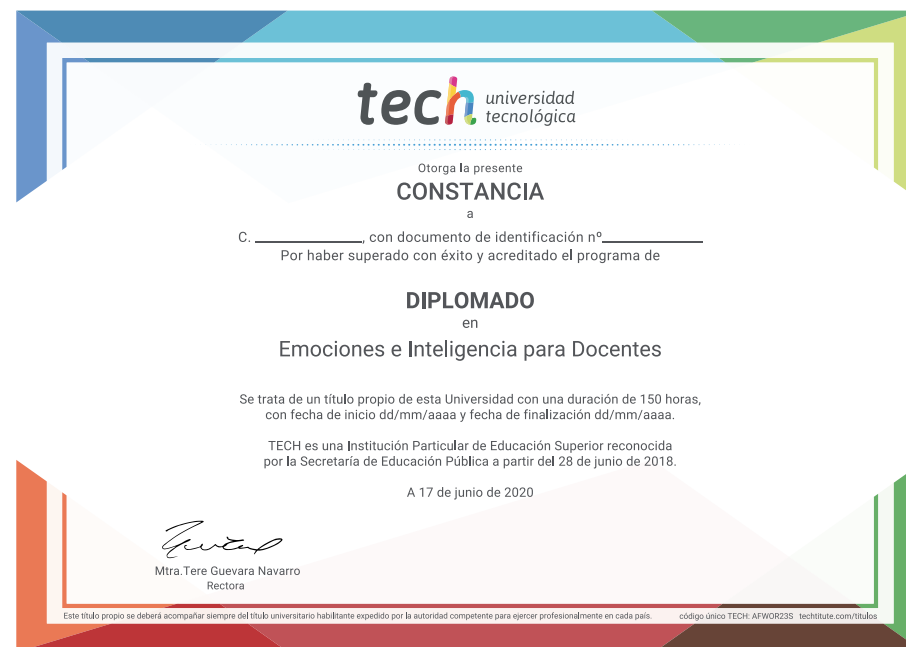 tech universidad
tecnológica
Otorga la presente
CONSTANCIA
a
C. ____________, con documento de identificación nº____________
Por haber superado con éxito y acreditado el programa de
DIPLOMADO
en
Emociones e Inteligencia para Docentes
Se trata de un título propio de esta Universidad con una duración de 150 horas,
con fecha de inicio dd/mm/aaaa y fecha de finalización dd/mm/aaaa.
TECH es una Institución Particular de Educación Superior reconocida
por la Secretaría de Educación Pública a partir del 28 de junio de 2018.
A 17 de junio de 2020
Mtra.Tere Guevara Navarro
Rectora
Este título propio se deberá acompañar siempre del título universitario habilitante expedido por la autoridad competente para ejercer profesionalmente en cada país. código único TECH: AFWOR23S techtitute.com/titulos